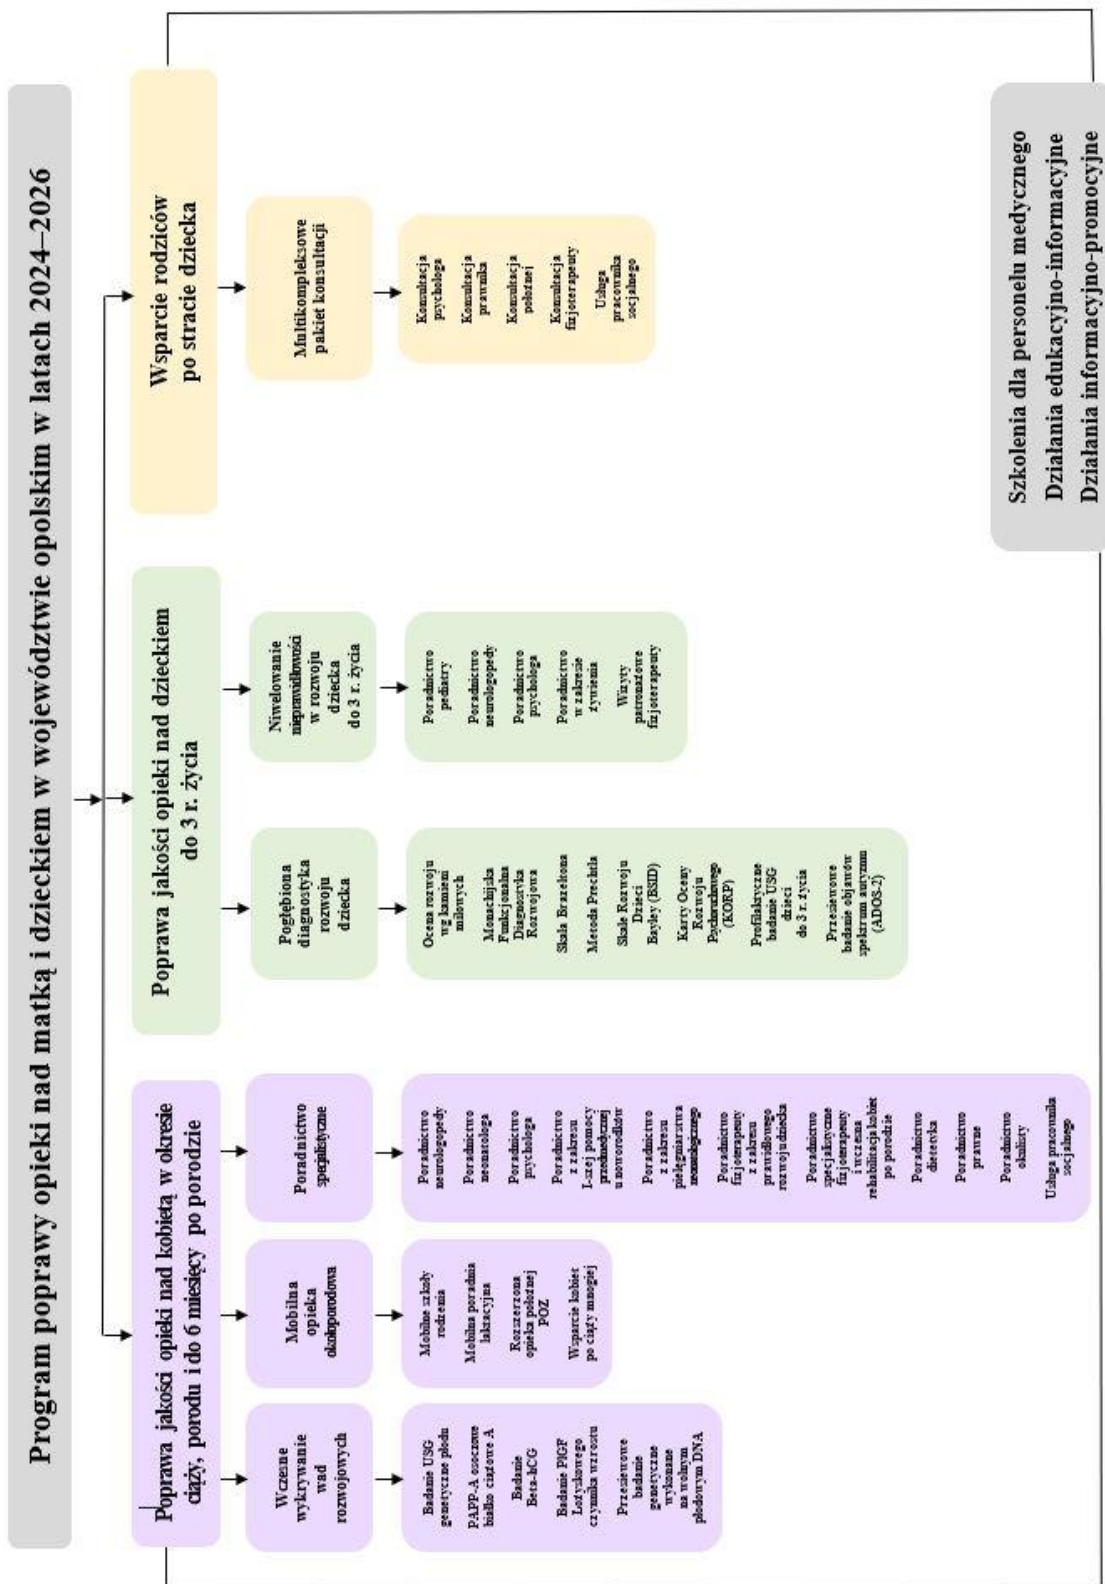 Program poprawy opieki nad matką i dzieckiem w województwie opolskim w latach 2024–2026
Poprawa jakości opieki nad kobietą w okresie
ciąży, porodu i do 6 miesięcy po porodzie
Wczesne
wykrywanie
wad
rozwojowych
Badanie USG
genetyczne płodu
PAPP-A osoczowe
białko ciążowe A
Badanie
Beta-hCG
Badanie PlGF
Łożyskowego
czynnika wzrostu
Przesiewowe
badanie
genetyczne
wykonane
na wolnym
płodowym DNA
Mobilna
opieka
okołoporodowa
Mobilne szkoły
rodzenia
Mobilna poradnia
laktacyjna
Rozszerzona
opieka położnej
POZ
Wsparcie kobiet
po ciąży mnogiej
Poradnictwo
specjalistyczne
Poradnictwo
neurologopedy
Poradnictwo
neonatologa
Poradnictwo
psychologa
Poradnictwo
z zakresu
I-szej pomocy
przedmedycznej
u noworodków
Poradnictwo
z zakresu
pielęgniarstwa
neonatologicznego
Poradnictwo
fizjoterapeuty
z zakresu
prawidłowego
rozwoju dziecka
Poradnictwo
specjalistyczne
fizjoterapeuty
i wczesna
rehabilitacja kobiet
po porodzie
Poradnictwo
dietetyka
Poradnictwo
prawne
Poradnictwo
okulisty
Usługa pracownika
socjalnego
Poprawa jakości opieki nad dzieckiem
do 3 r. życia
Pogłębiona
diagnostyka
rozwoju
dziecka
Ocena rozwoju
wg kamieni
milowych
Monachijska
Funkcjonalna
Diagnostyka
Rozwojowa
Skala Brazeltona
Metoda Prechtla
Skale Rozwoju
Dzieci
Bayley (BSID)
Karty Oceny
Rozwoju
Psychoruchowego
(KORP)
Profilaktyczne
badanie USG
dzieci
do 3 r. życia
Przesiewowe
badanie objawów
spektrum autyzmu
(ADOS-2)
Niwelowanie
nieprawidłowości
w rozwoju
dziecka
do 3 r. życia
Poradnictwo
pediatry
Poradnictwo
neurologopedy
Poradnictwo
psychologa
Poradnictwo
w zakresie
żywienia
Wizyty
patronażowe
fizjoterapeuty
Wsparcie rodziców
po stracie dziecka
Multikompleksowe
pakiet konsultacji
Konsultacja
psychologa
Konsultacja
prawnika
Konsultacja
położnej
Konsultacja
fizjoterapeuty
Usługa
pracownika
socjalnego
Szkolenia dla personelu medycznego
Działania edukacyjno-informacyjne
Działania informacyjno-promocyjne